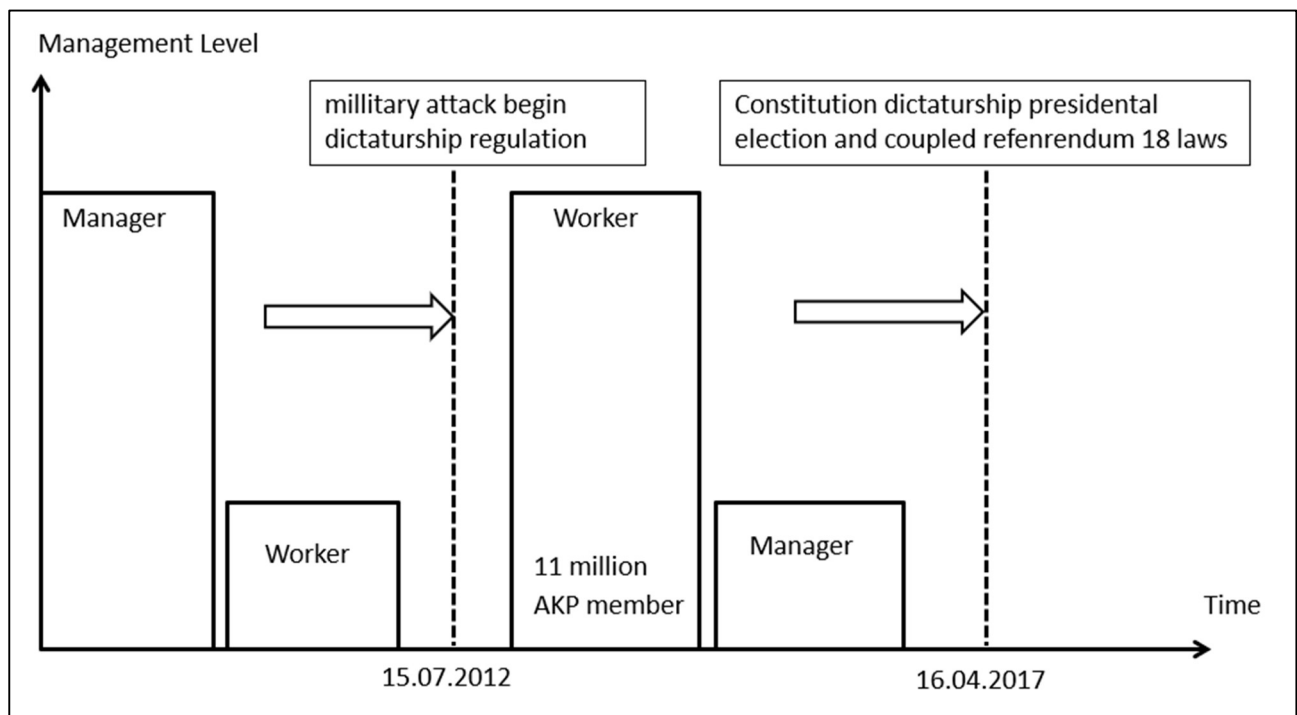 Management Level
millitary attack begin
dictaturship regulation
Constitution dictaturship presidental
election and coupled refenrendum 18 laws
Manager
Worker
Worker
11 million
AKP member
Manager
Time
15.07.2012
16.04.2017